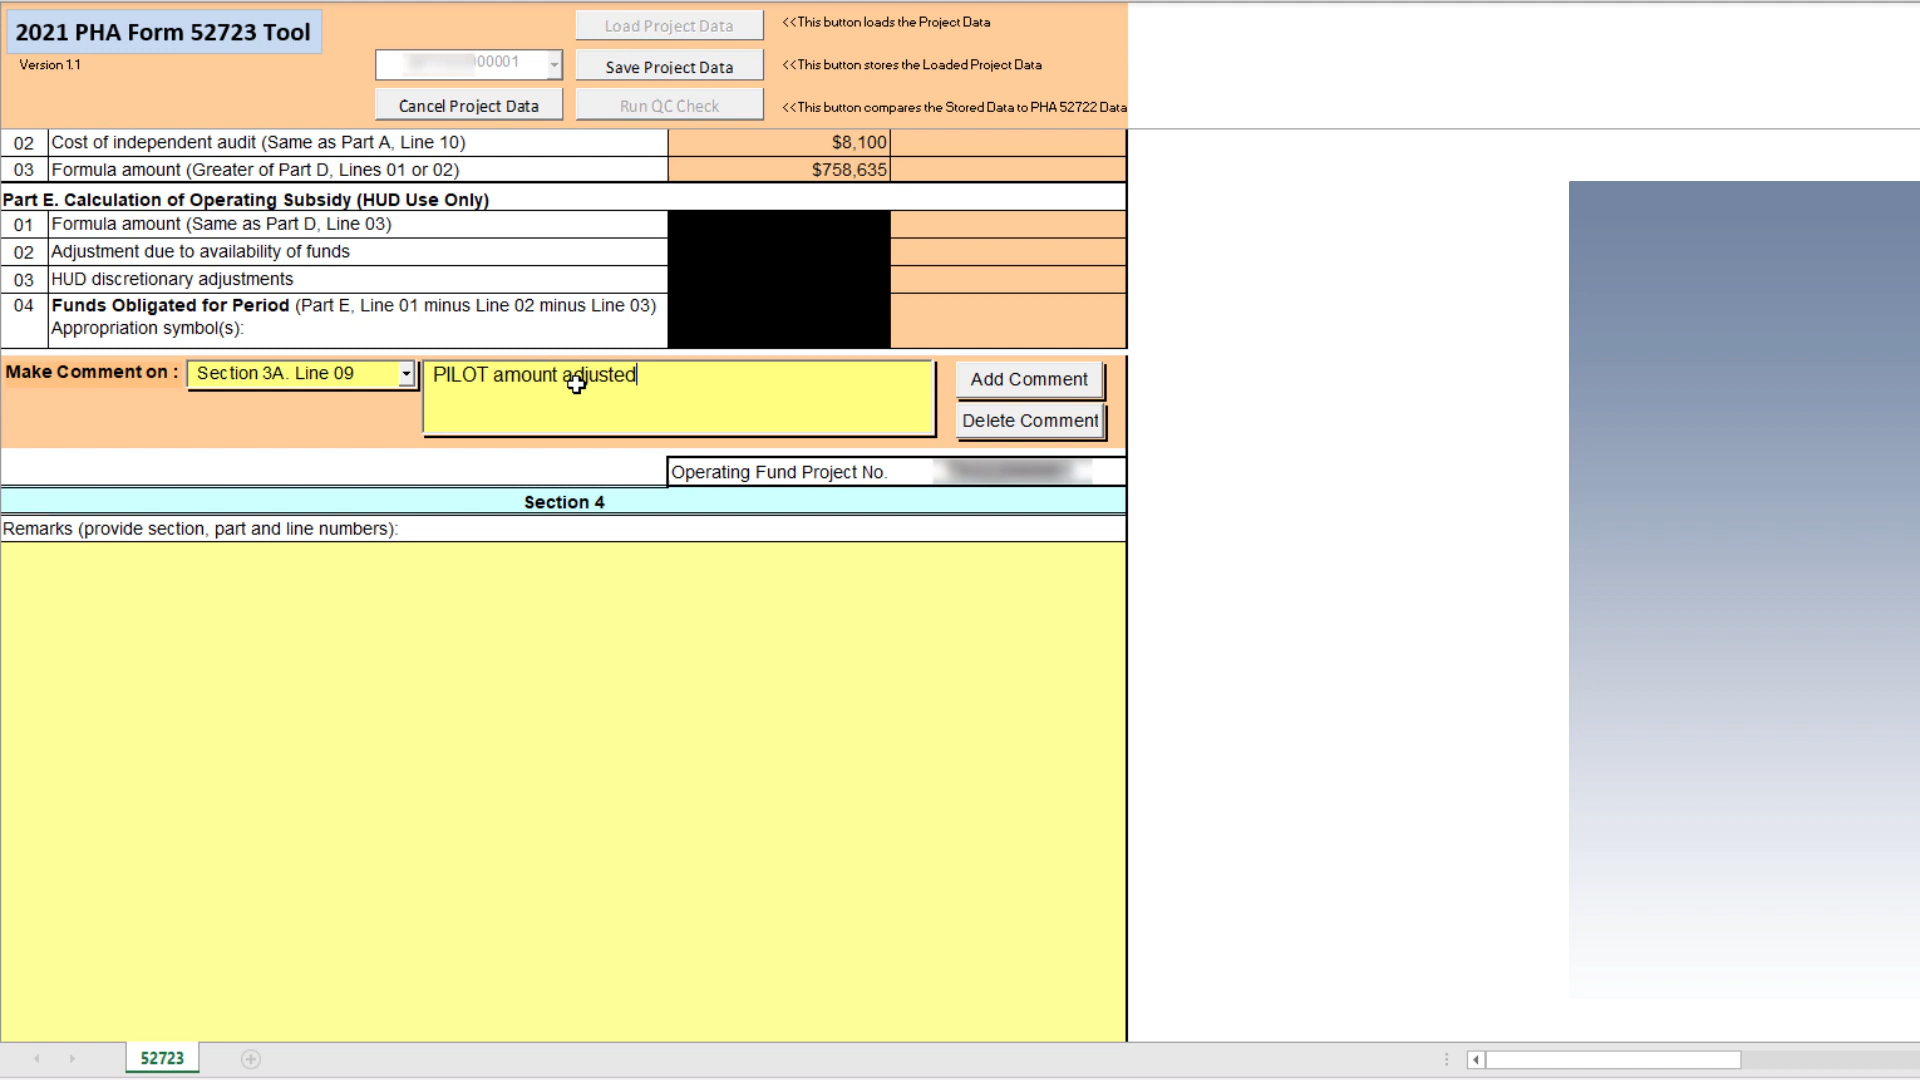 2021 PHA Form 52723 Tool
Version 1.1
00001
Load Project Data
<<This button loads the Project Data
Save Project Data
<<This button stores the Loaded Project Data
Cancel Project Data
Run QC Check
<<This button compares the Stored Data to PHA 52722 Data
02 Cost of independent audit (Same as Part A, Line 10) $8,100
03 Formula amount (Greater of Part D, Lines 01 or 02) $758,635
Part E. Calculation of Operating Subsidy (HUD Use Only)
01 Formula amount (Same as Part D, Line 03)
02 Adjustment due to availability of funds
03 HUD discretionary adjustments
04 Funds Obligated for Period (Part E, Line 01 minus Line 02 minus Line 03)
Appropriation symbol(s):
Make Comment on : Section 3A. Line 09 PILOT amount adjusted
Add Comment
Delete Comment
Operating Fund Project No.
Section 4
Remarks (provide section, part and line numbers):
52723